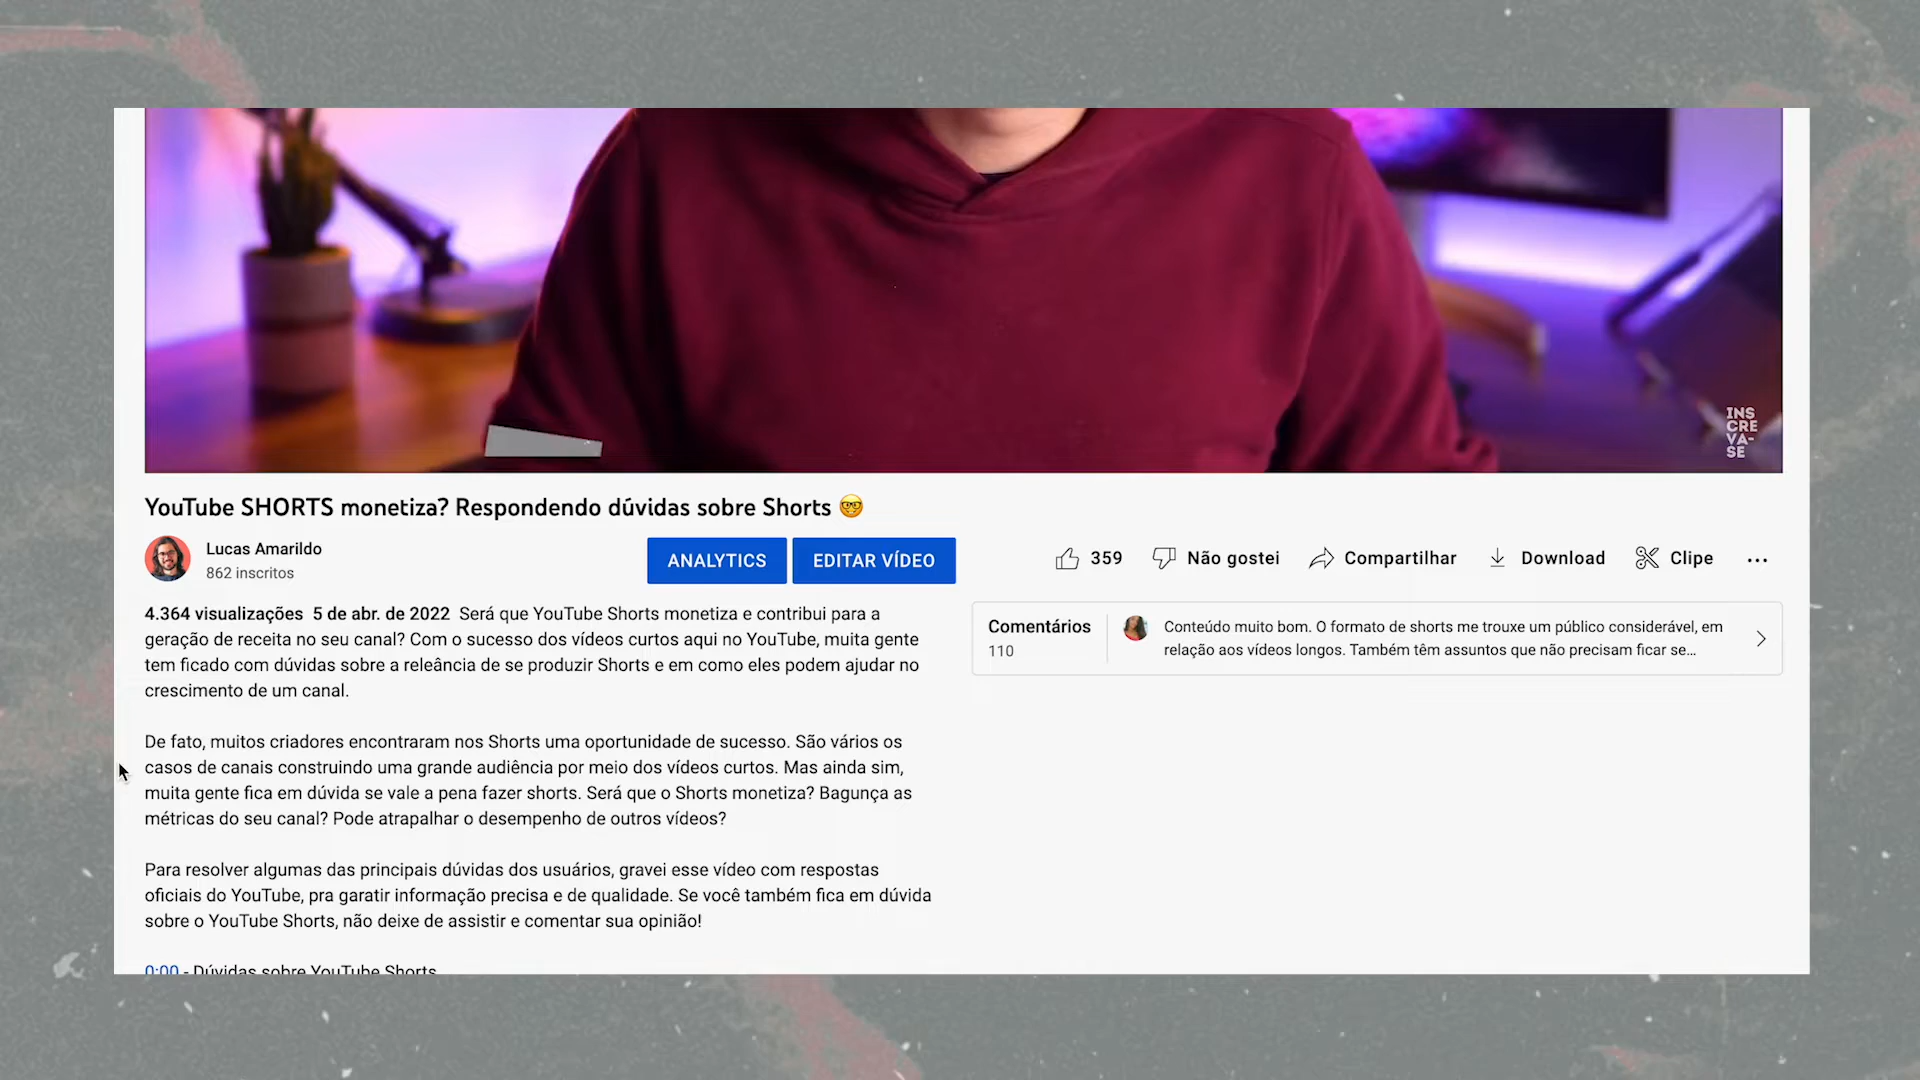 INS
CRE
VA-
SE
YouTube SHORTS monetiza? Respondendo dúvidas sobre Shorts 🤓
Lucas Amarildo
862 inscritos
ANALYTICS
EDITAR VÍDEO
359
Não gostei
Compartilhar
Download
Clipe
...
4.364 visualizações 5 de abr. de 2022 Será que YouTube Shorts monetiza e contribui para a
geração de receita no seu canal? Com o sucesso dos vídeos curtos aqui no YouTube, muita gente
tem ficado com dúvidas sobre a releância de se produzir Shorts e em como eles podem ajudar no
crescimento de um canal.
De fato, muitos criadores encontraram nos Shorts uma oportunidade de sucesso. São vários os
casos de canais construindo uma grande audiência por meio dos vídeos curtos. Mas ainda sim,
muita gente fica em dúvida se vale a pena fazer shorts. Será que o Shorts monetiza? Bagunça as
métricas do seu canal? Pode atrapalhar o desempenho de outros vídeos?
Para resolver algumas das principais dúvidas dos usuários, gravei esse vídeo com respostas
oficiais do YouTube, pra garatir informação precisa e de qualidade. Se você também fica em dúvida
sobre o YouTube Shorts, não deixe de assistir e comentar sua opinião!
0:00 - Dúvidas sobre YouTube Shorts
Comentários
110
Conteúdo muito bom. O formato de shorts me trouxe um público considerável, em
relação aos vídeos longos. Também têm assuntos que não precisam ficar se...